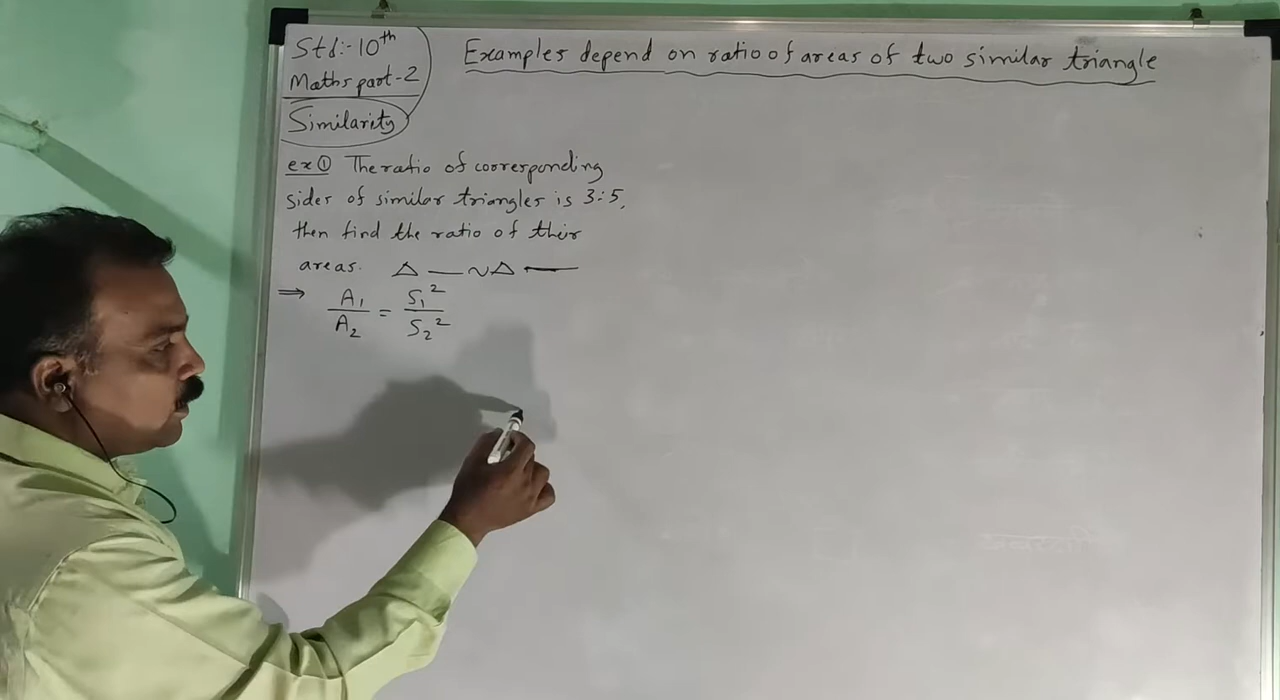 Std:-10th
Maths part-2
Similarity
Examples depend on ratio of areas of two similar triangle
ex① The ratio of corresponding
sides of similar triangles is 3:5,
then find the ratio of their
areas. △ — ~ △ —
⇒ A₁/A₂ = S₁²/S₂²